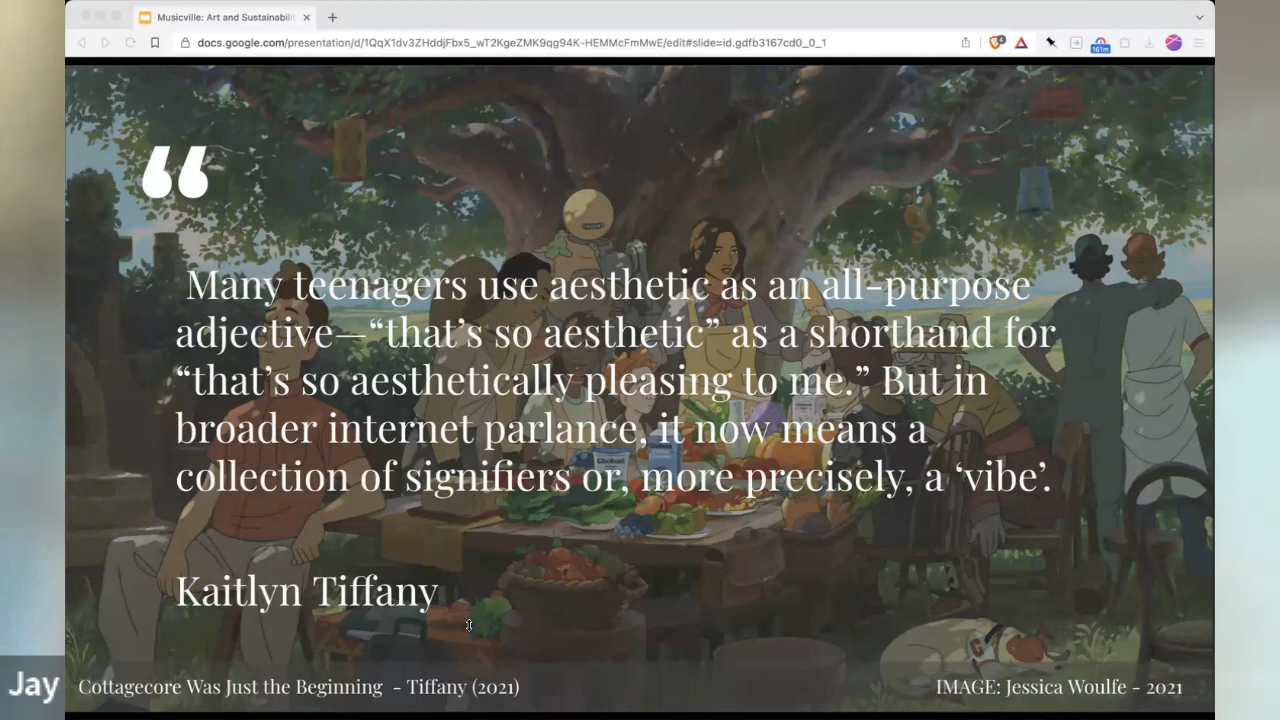 Musicville: Art and Sustainabili
docs.google.com/presentation/d/1QqX1dv3ZHddjFbx5_wT2KgeZMK9qg94K-HEMMcFmMwE/edit#slide=id.gdfb3167cd0_0_1
4
161m
“
Many teenagers use aesthetic as an all-purpose
adjective—“that’s so aesthetic” as a shorthand for
“that’s so aesthetically pleasing to me.” But in
broader internet parlance, it now means a
collection of signifiers or, more precisely, a ‘vibe’.
Chobani
Kaitlyn Tiffany
Jay
Cottagecore Was Just the Beginning - Tiffany (2021)
IMAGE: Jessica Woulfe - 2021